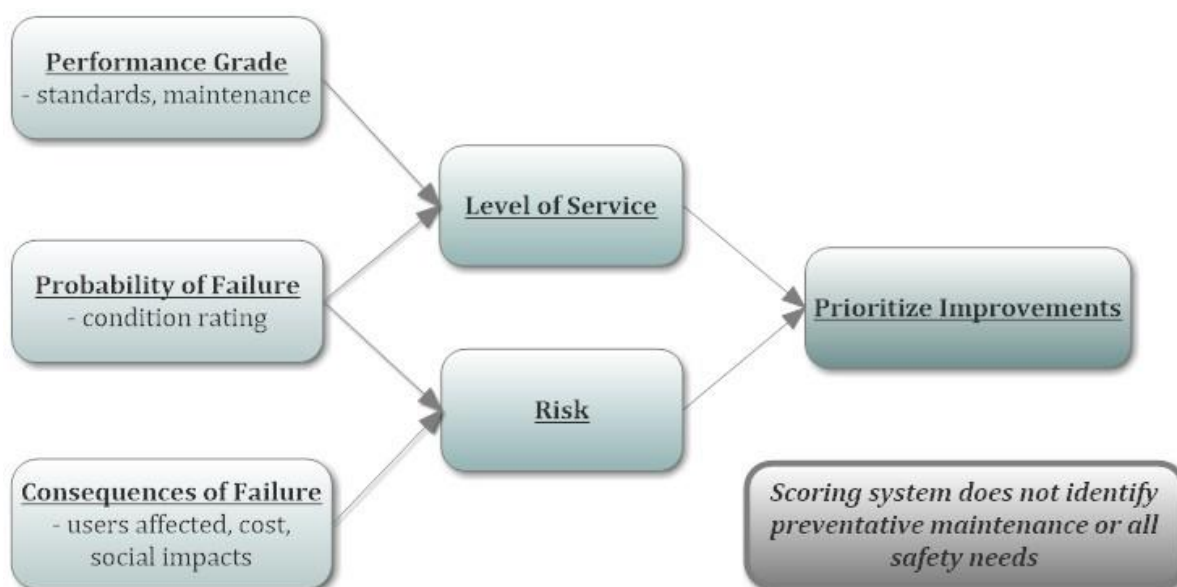 Performance Grade
- standards, maintenance
Level of Service
Probability of Failure
- condition rating
Prioritize Improvements
Risk
Consequences of Failure
- users affected, cost,
social impacts
Scoring system does not identify
preventative maintenance or all
safety needs